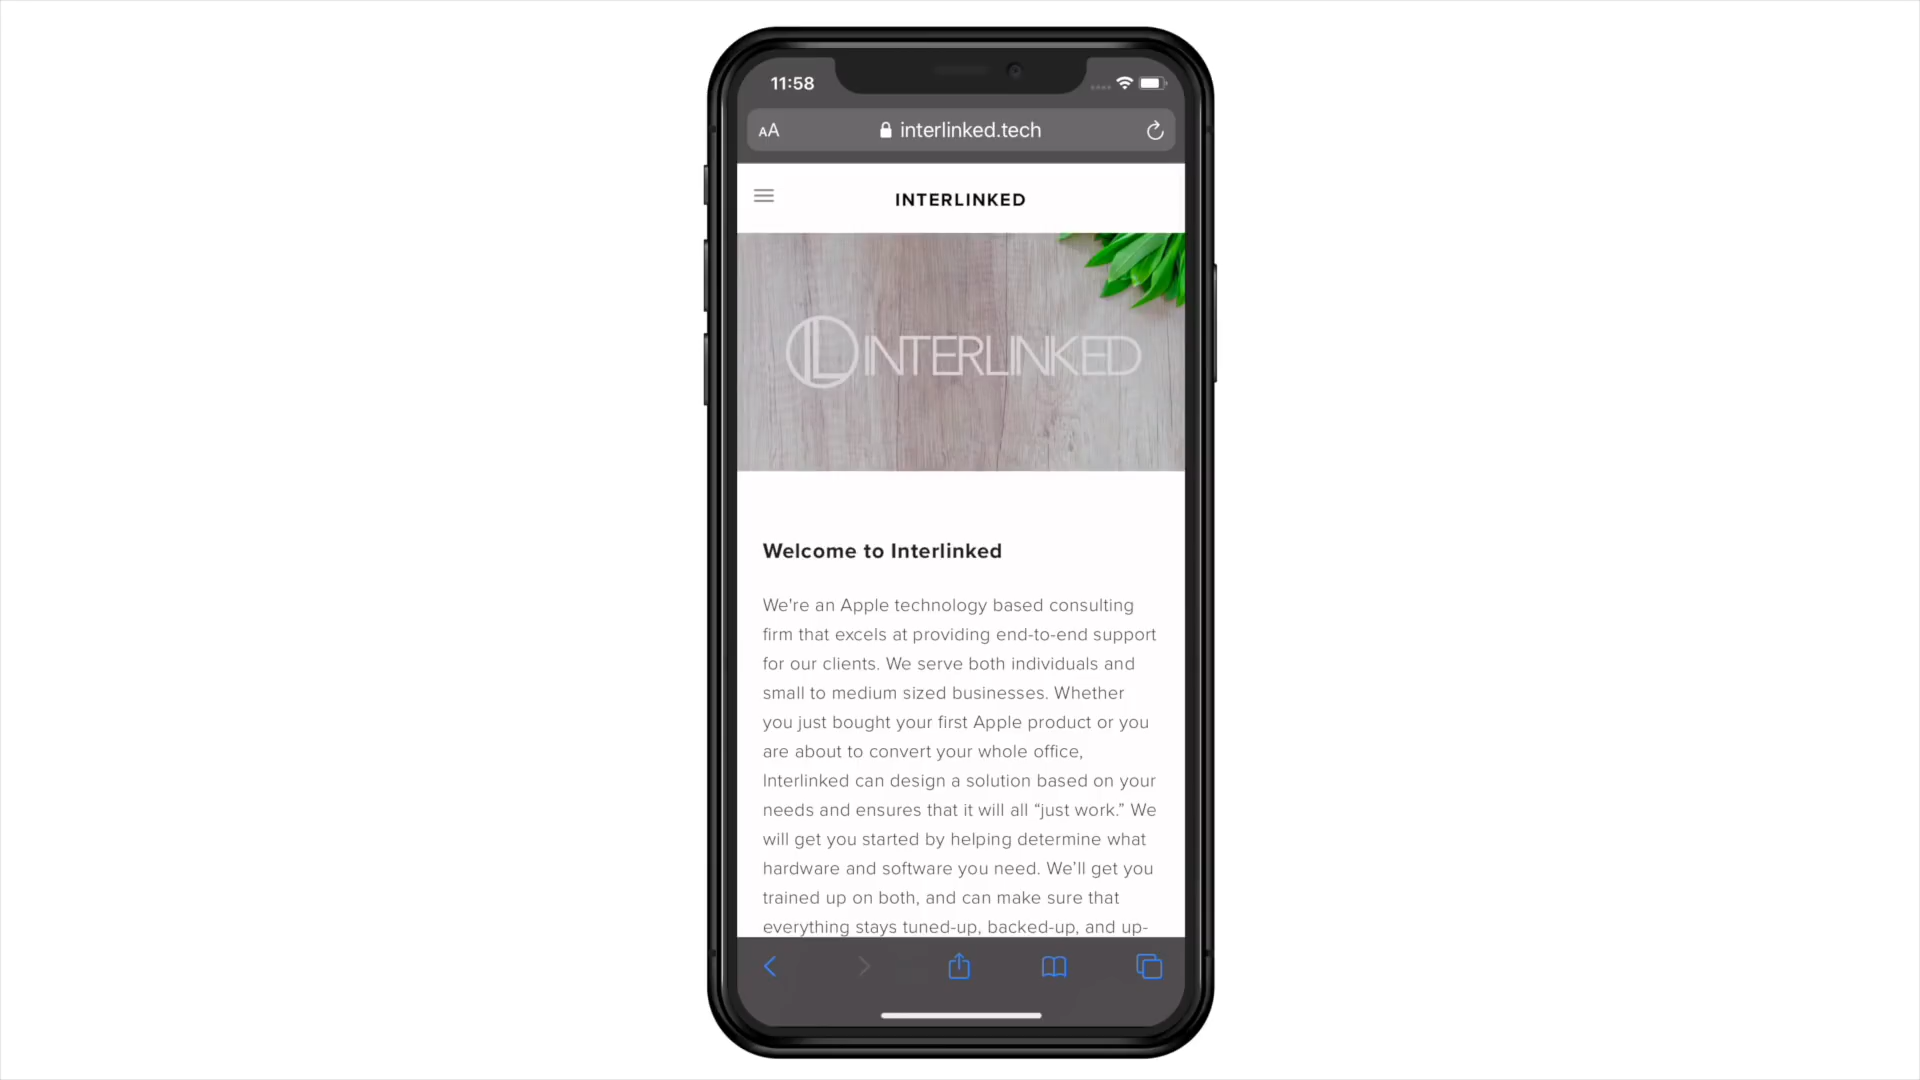 11:58
AA interlinked.tech
INTERLINKED
IL INTERLINKED
Welcome to Interlinked
We're an Apple technology based consulting
firm that excels at providing end-to-end support
for our clients. We serve both individuals and
small to medium sized businesses. Whether
you just bought your first Apple product or you
are about to convert your whole office,
Interlinked can design a solution based on your
needs and ensures that it will all “just work.” We
will get you started by helping determine what
hardware and software you need. We’ll get you
trained up on both, and can make sure that
everything stays tuned-up, backed-up, and up-